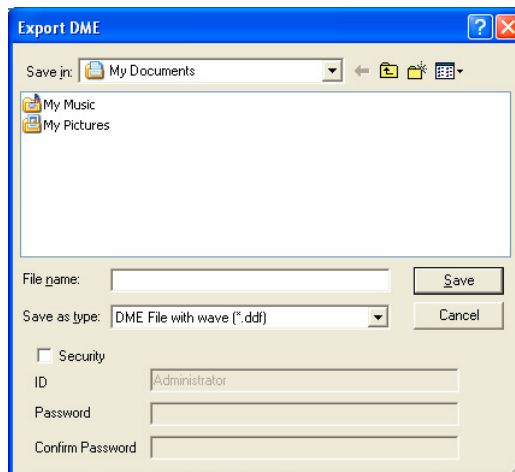 Export DME
Save in: My Documents
My Music
My Pictures
File name: Save
Save as type: DME File with wave (*.ddf) Cancel
Security
ID Administrator
Password
Confirm Password